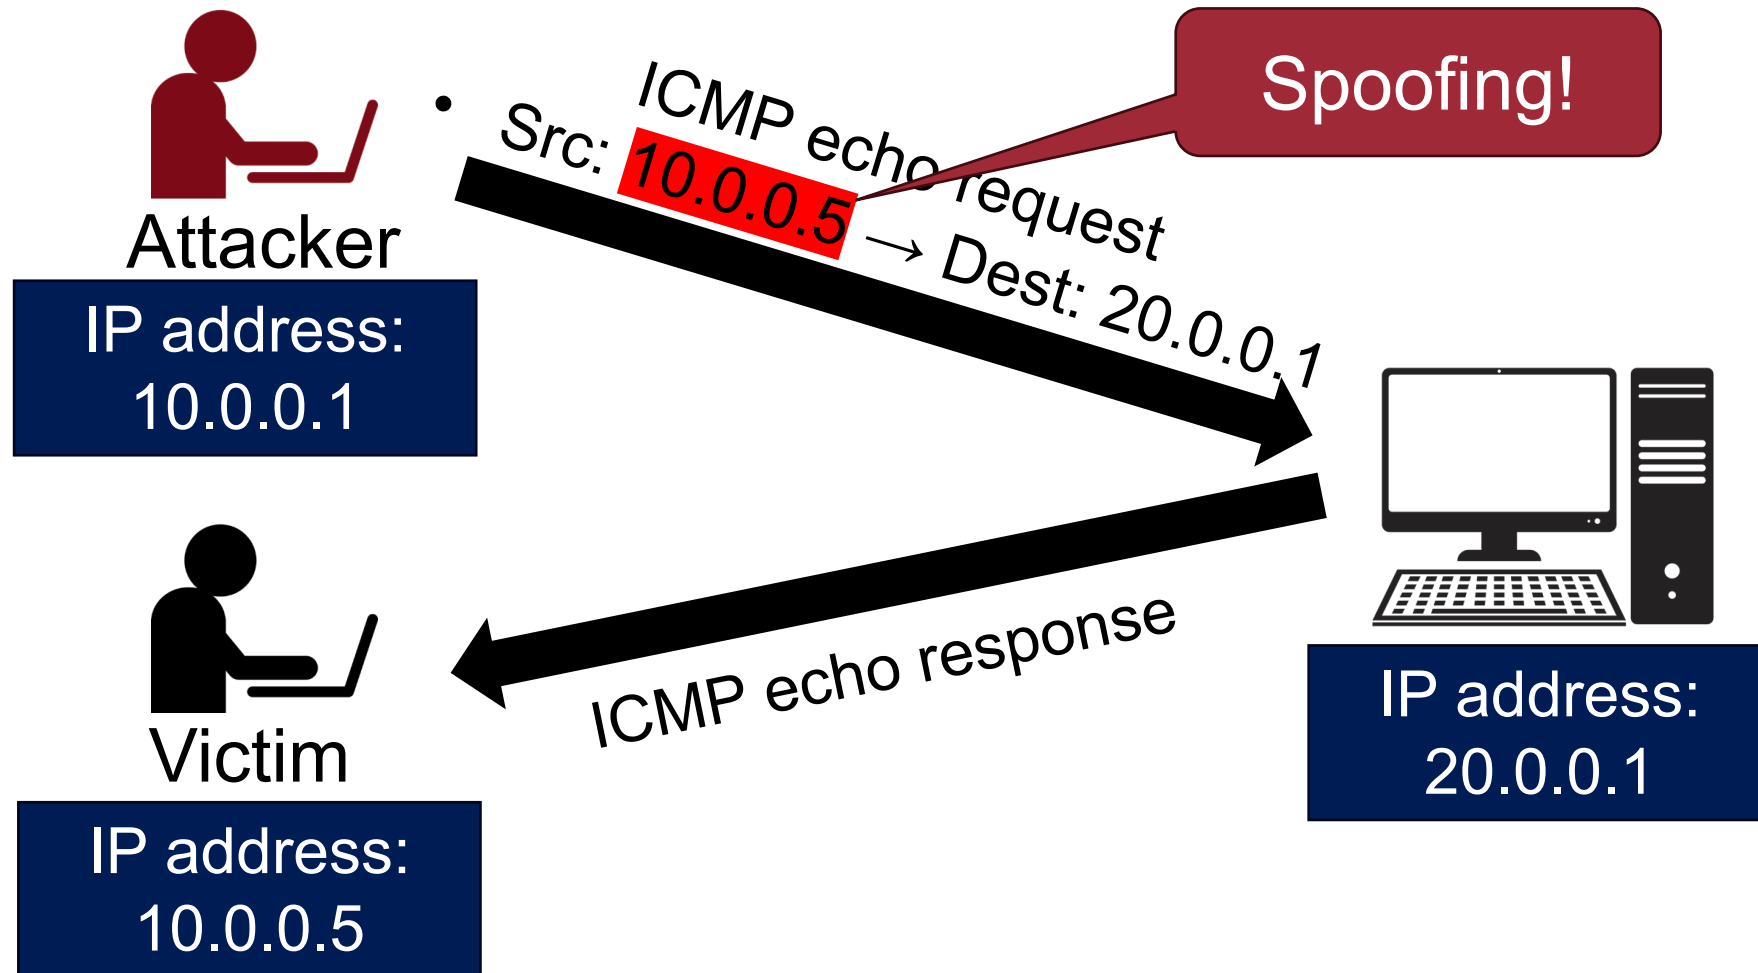 Spoofing!
• ICMP echo request
Src: 10.0.0.5 → Dest: 20.0.0.1
Attacker
IP address:
10.0.0.1
ICMP echo response
Victim
IP address:
10.0.0.5
IP address:
20.0.0.1